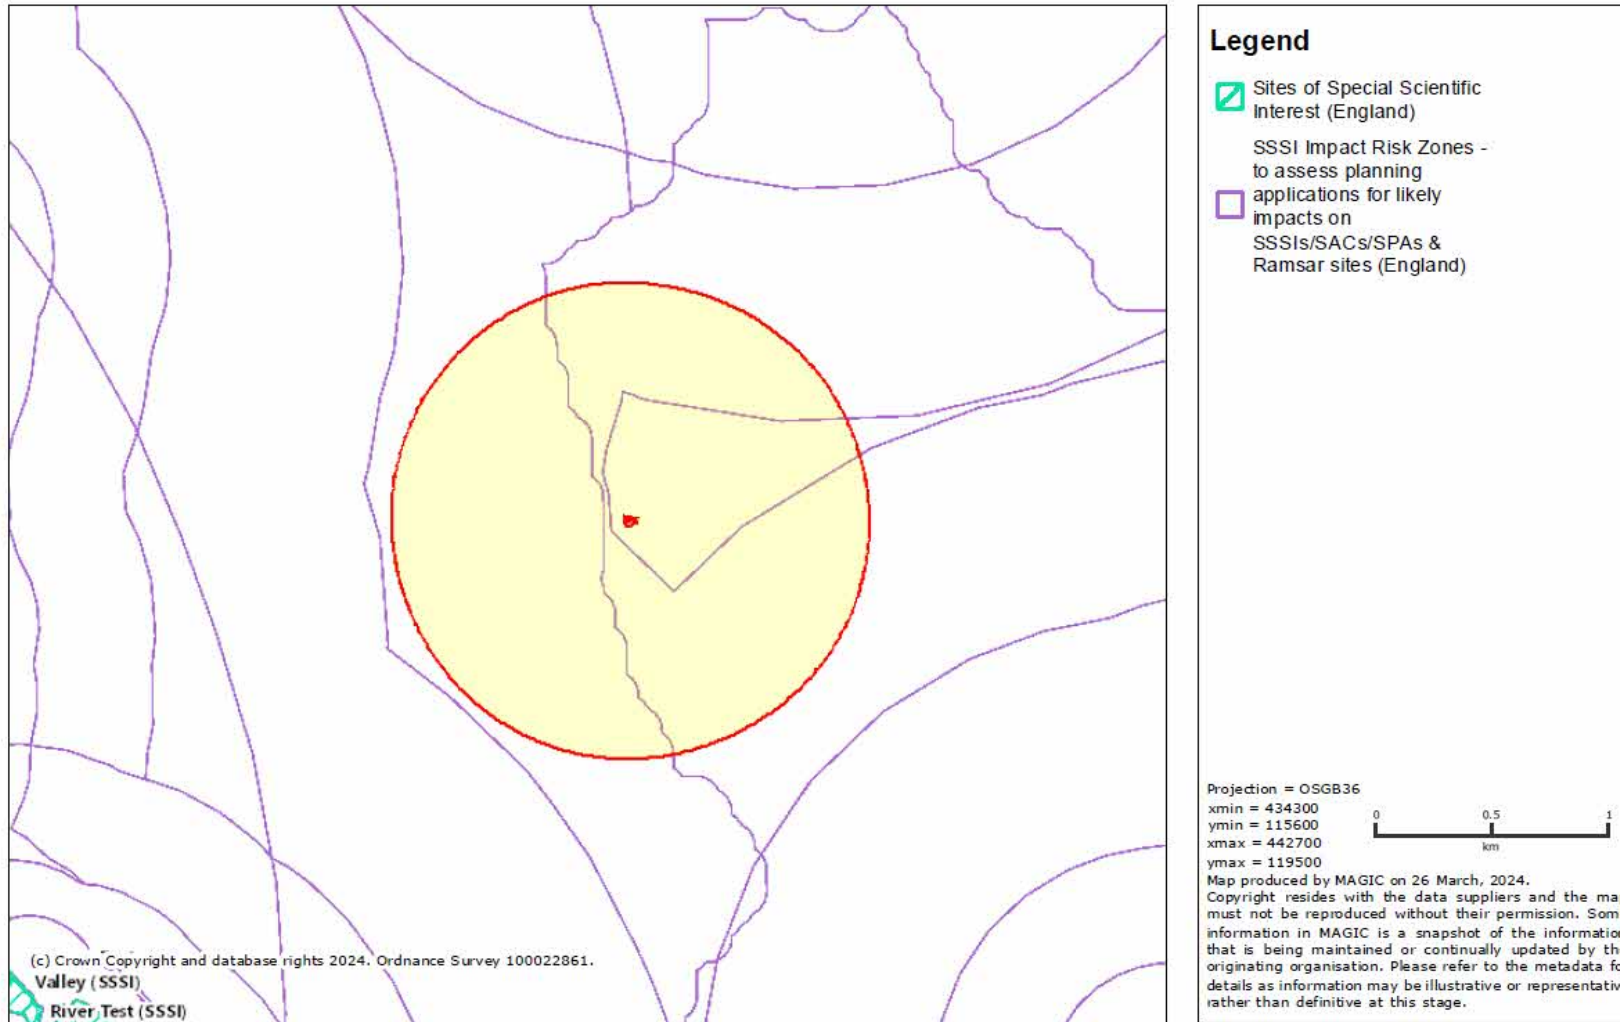 Legend
Sites of Special Scientific
Interest (England)
SSSI Impact Risk Zones -
to assess planning
applications for likely
impacts on
SSSIs/SACs/SPAs &
Ramsar sites (England)
Projection = OSGB36
xmin = 434300
ymin = 115600
xmax = 442700
ymax = 119500
0 0.5 1
km
Map produced by MAGIC on 26 March, 2024.
Copyright resides with the data suppliers and the map
must not be reproduced without their permission. Som
information in MAGIC is a snapshot of the information
that is being maintained or continually updated by th
originating organisation. Please refer to the metadata fo
details as information may be illustrative or representativ
rather than definitive at this stage.
(c) Crown Copyright and database rights 2024. Ordnance Survey 100022861.
Valley (SSSI)
River Test (SSSI)